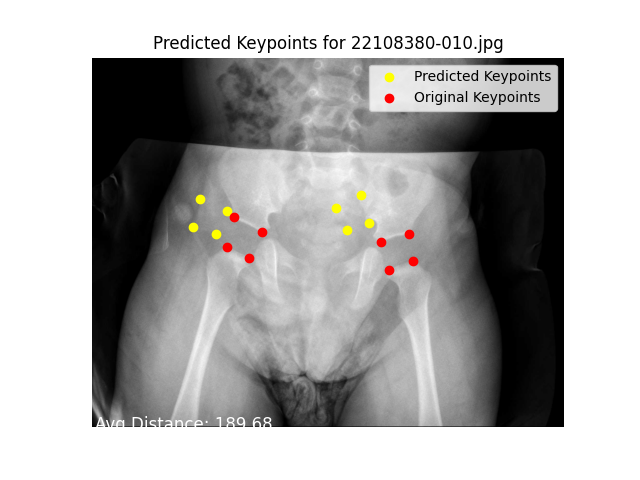 Predicted Keypoints for 22108380-010.jpg
Predicted Keypoints
Original Keypoints
Avg Distance: 189.68